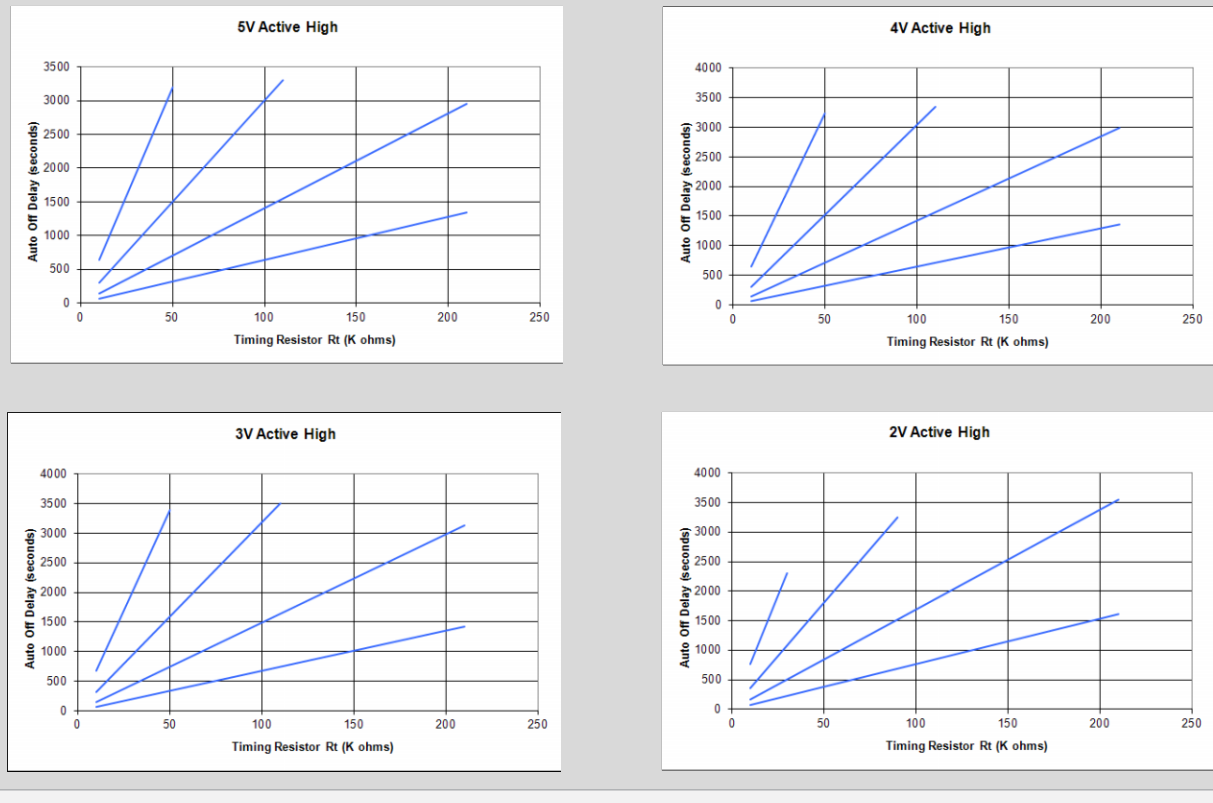 5V Active High
3500
3000
2500
2000
1500
1000
500
0
0 50 100 150 200 250
Auto Off Delay (seconds)
Timing Resistor Rt (K ohms)
4V Active High
4000
3500
3000
2500
2000
1500
1000
500
0
0 50 100 150 200 250
Auto Off Delay (seconds)
Timing Resistor Rt (K ohms)
3V Active High
4000
3500
3000
2500
2000
1500
1000
500
0
0 50 100 150 200 250
Auto Off Delay (seconds)
Timing Resistor Rt (K ohms)
2V Active High
4000
3500
3000
2500
2000
1500
1000
500
0
0 50 100 150 200 250
Auto Off Delay (seconds)
Timing Resistor Rt (K ohms)